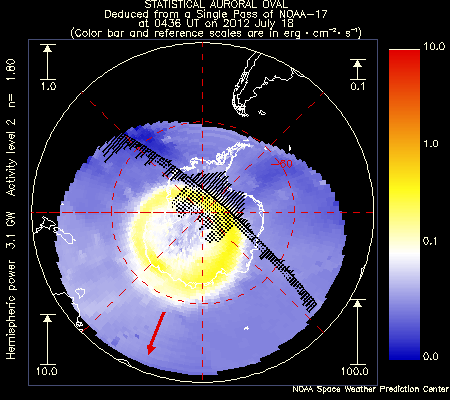 STATISTICAL AURORAL OVAL
Deduced from a Single Pass of NOAA-17
at 0436 UT on 2012 July 18
(Color bar and reference scales are in erg · cm⁻² · s⁻¹)
1.0
0.1
10.0
1.0
0.1
0.0
10.0
100.0
Hemispheric power 3.1 GW Activity level 2 n= 1.80
NOAA Space Weather Prediction Center